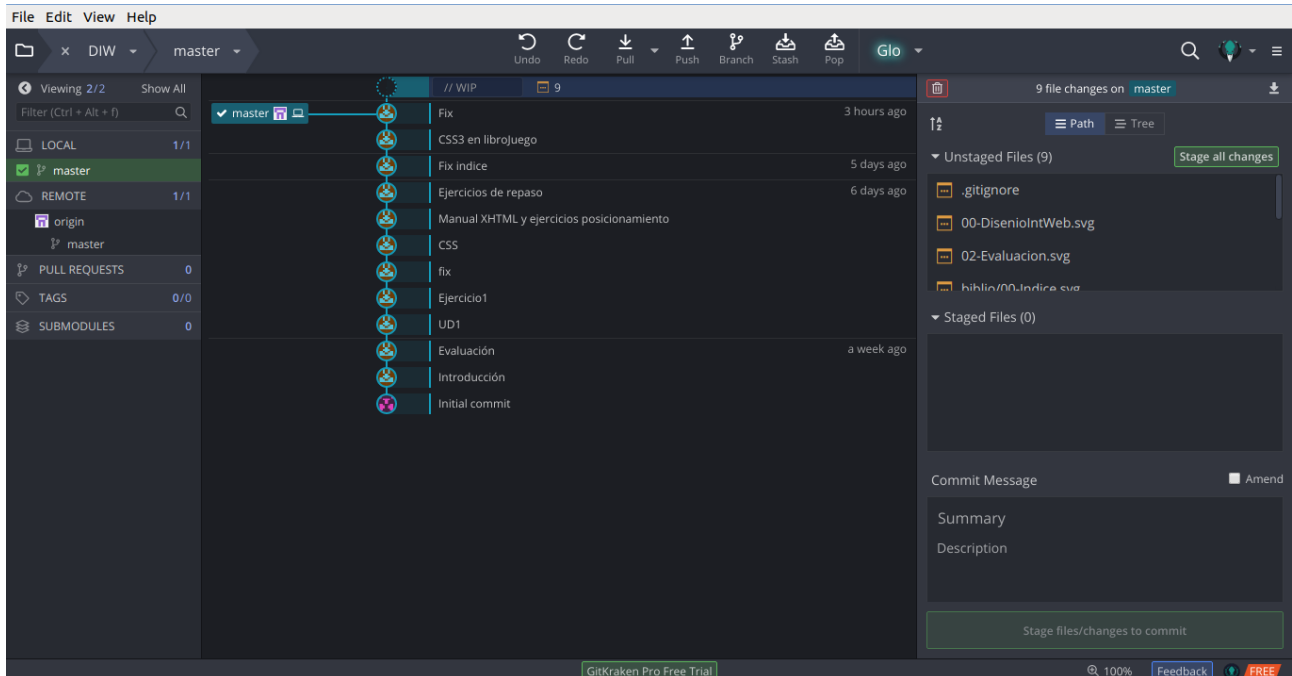 File Edit View Help
× DIW master
Undo Redo Pull Push Branch Stash Pop Glo
Viewing 2/2 Show All
Filter (Ctrl + Alt + f)
LOCAL 1/1
master
REMOTE 1/1
origin
master
PULL REQUESTS 0
TAGS 0/0
SUBMODULES 0
// WIP 9
master Fix 3 hours ago
CSS3 en libroJuego
Fix indice 5 days ago
Ejercicios de repaso 6 days ago
Manual XHTML y ejercicios posicionamiento
CSS
fix
Ejercicio1
UD1
Evaluación a week ago
Introducción
Initial commit
9 file changes on master
Path Tree
Unstaged Files (9) Stage all changes
.gitignore
00-DisenioIntWeb.svg
02-Evaluacion.svg
biblio/00-Indice.svg
Staged Files (0)
Commit Message Amend
Summary
Description
Stage files/changes to commit
GitKraken Pro Free Trial 100% Feedback FREE